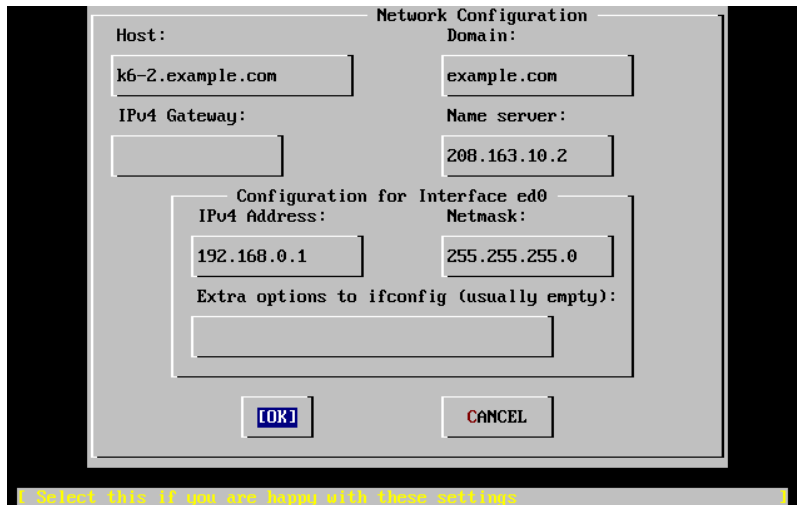 Network Configuration
Host: Domain:
k6-2.example.com example.com
IPv4 Gateway: Name server:
208.163.10.2
Configuration for Interface ed0
IPv4 Address: Netmask:
192.168.0.1 255.255.255.0
Extra options to ifconfig (usually empty):
[OK] CANCEL
[ Select this if you are happy with these settings ]